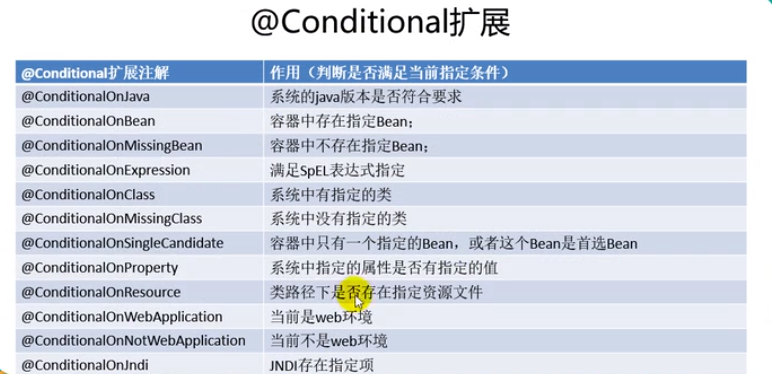 @Conditional扩展
@Conditional扩展注解 作用（判断是否满足当前指定条件）
@ConditionalOnJava 系统的java版本是否符合要求
@ConditionalOnBean 容器中存在指定Bean；
@ConditionalOnMissingBean 容器中不存在指定Bean；
@ConditionalOnExpression 满足SpEL表达式指定
@ConditionalOnClass 系统中有指定的类
@ConditionalOnMissingClass 系统中没有指定的类
@ConditionalOnSingleCandidate 容器中只有一个指定的Bean，或者这个Bean是首选Bean
@ConditionalOnProperty 系统中指定的属性是否有指定的值
@ConditionalOnResource 类路径下是否存在指定资源文件
@ConditionalOnWebApplication 当前是web环境
@ConditionalOnNotWebApplication 当前不是web环境
@ConditionalOnJndi JNDI存在指定项